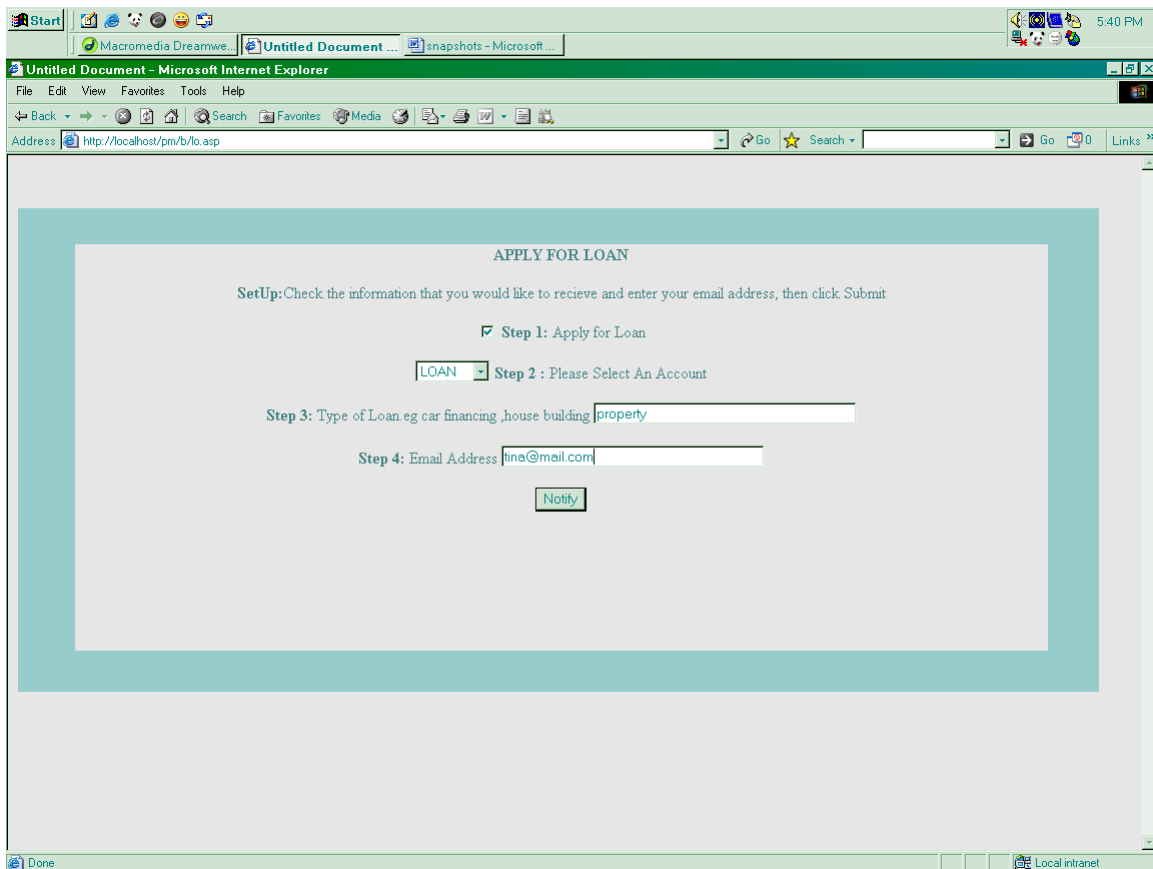 Start 5:40 PM
Macromedia Dreamwe... Untitled Document ... snapshots - Microsoft ...
Untitled Document - Microsoft Internet Explorer
File Edit View Favorites Tools Help
Back Search Favorites Media
Address http://localhost/pm/b/lo.asp Go Search Go 0 Links »
APPLY FOR LOAN
SetUp:Check the information that you would like to recieve and enter your email address, then click Submit
Step 1: Apply for Loan
LOAN Step 2 : Please Select An Account
Step 3: Type of Loan.eg car financing ,house building property
Step 4: Email Address tina@mail.com
Notify
Done Local intranet